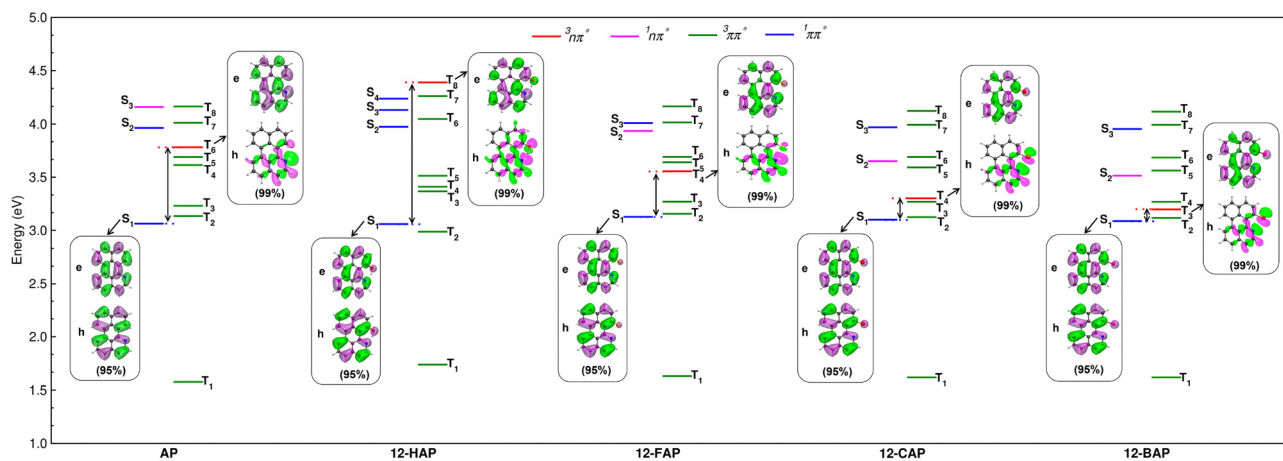 5.0
4.5
4.0
3.5
3.0
2.5
2.0
1.5
1.0
Energy (eV)
³nπ* ¹nπ* ³ππ* ¹ππ*
S₃ T₈
S₂ T₇
T₆
T₅
T₄
T₃
S₁ T₂
T₁
e
h
(99%)
e
h
(95%)
T₈
S₄ T₇
S₃
S₂ T₆
T₅
T₄
T₃
S₁ T₂
T₁
e
h
(99%)
e
h
(95%)
T₈
S₃ T₇
S₂
T₆
T₅
T₄
T₃
S₁ T₂
T₁
e
h
(99%)
e
h
(95%)
T₈
S₃ T₇
S₂ T₆
T₅
T₄
T₃
S₁ T₂
T₁
e
h
(99%)
e
h
(95%)
T₈
S₃ T₇
T₆
S₂ T₅
T₄
T₃
S₁ T₂
T₁
e
h
(99%)
e
h
(95%)
AP 12-HAP 12-FAP 12-CAP 12-BAP